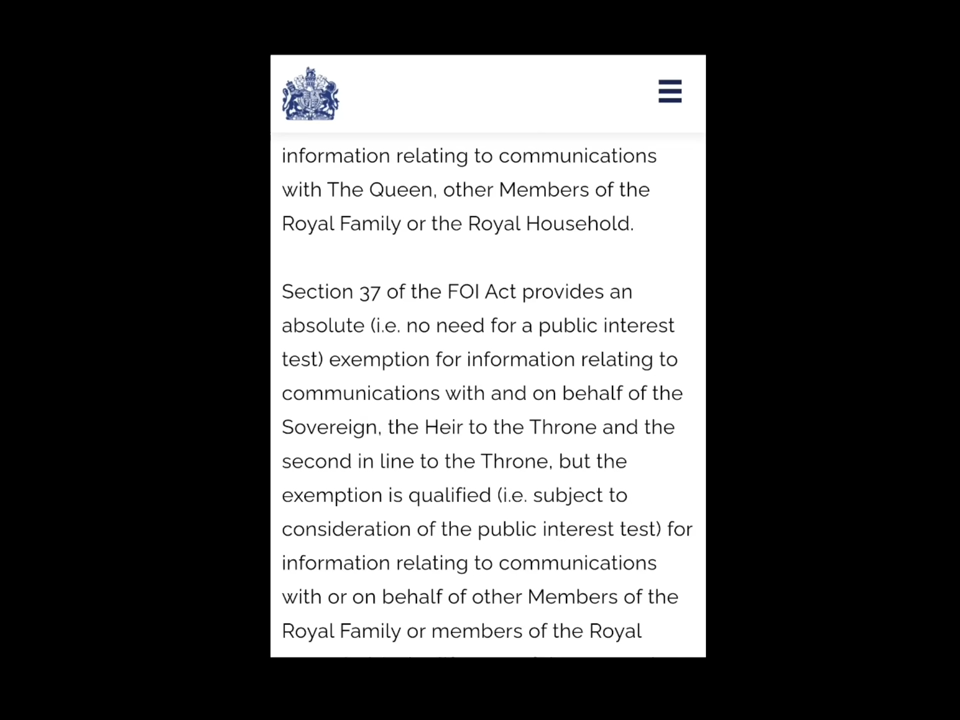 information relating to communications
with The Queen, other Members of the
Royal Family or the Royal Household.
Section 37 of the FOI Act provides an
absolute (i.e. no need for a public interest
test) exemption for information relating to
communications with and on behalf of the
Sovereign, the Heir to the Throne and the
second in line to the Throne, but the
exemption is qualified (i.e. subject to
consideration of the public interest test) for
information relating to communications
with or on behalf of other Members of the
Royal Family or members of the Royal